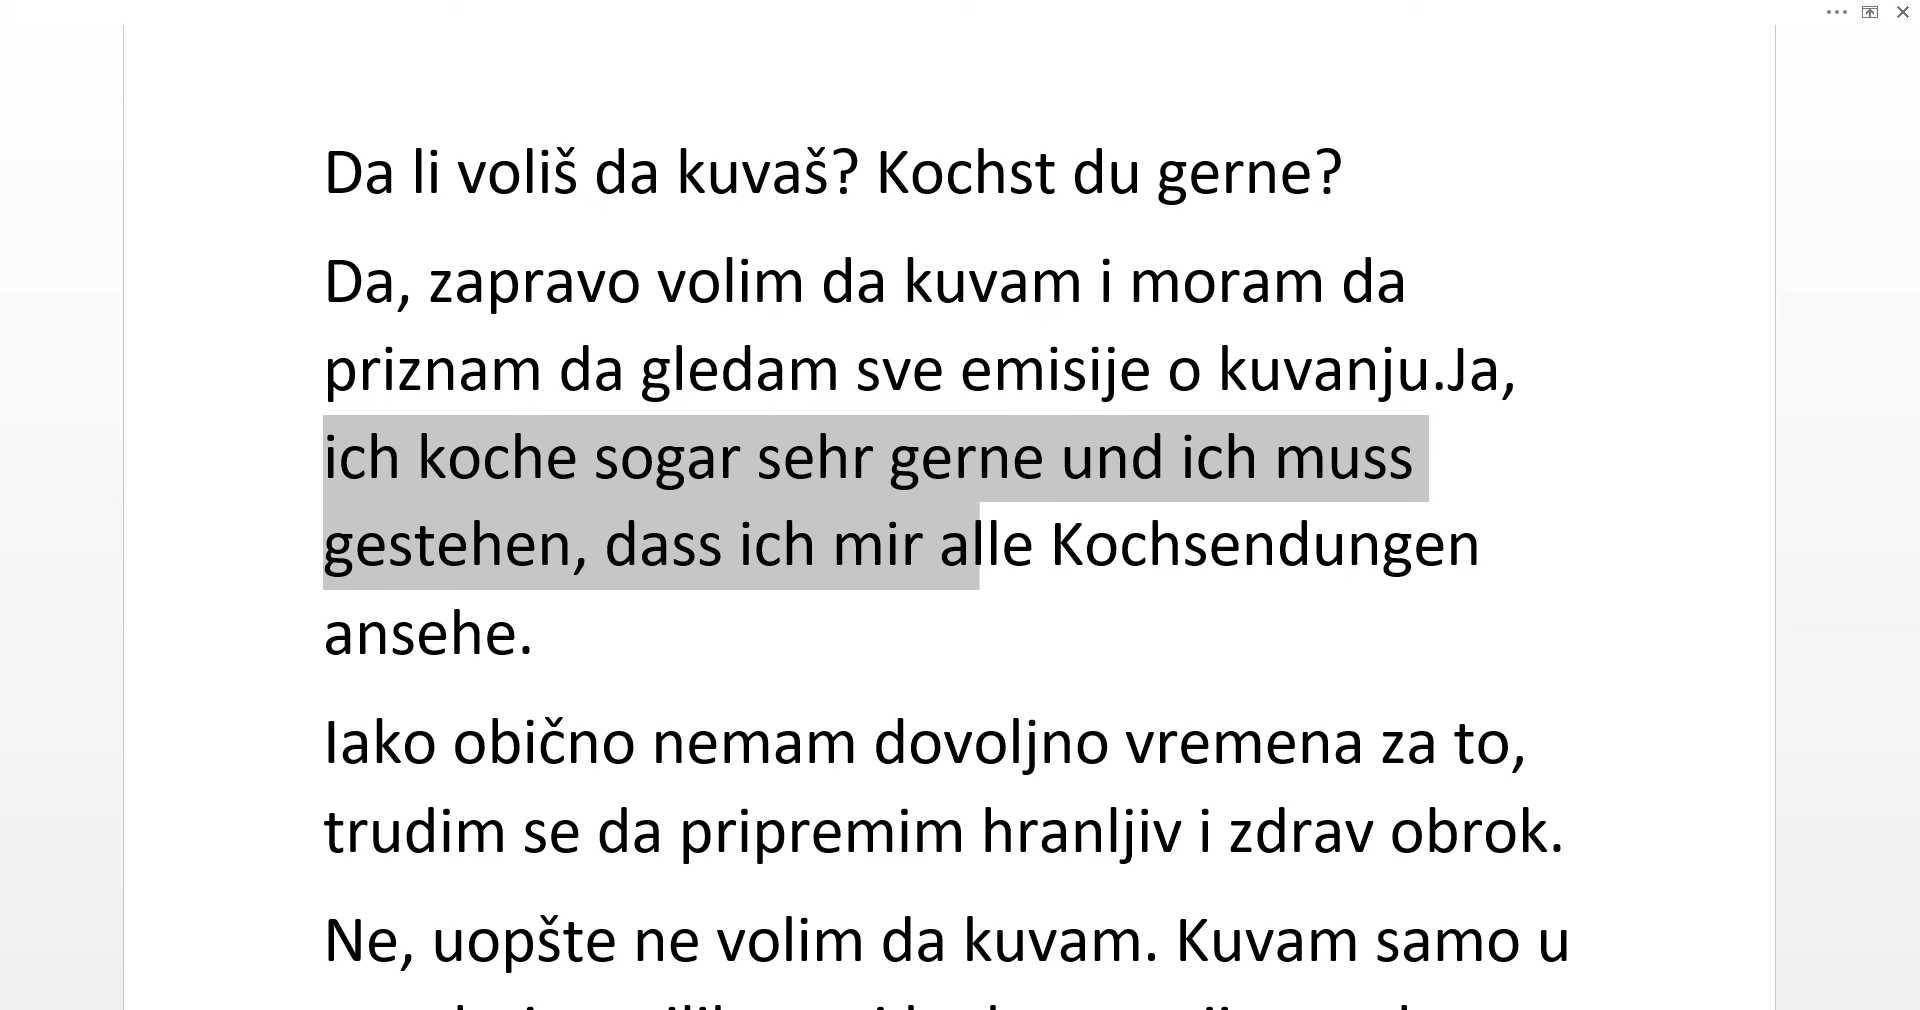 Da li voliš da kuvaš? Kochst du gerne?
Da, zapravo volim da kuvam i moram da
priznam da gledam sve emisije o kuvanju.Ja,
ich koche sogar sehr gerne und ich muss
gestehen, dass ich mir alle Kochsendungen
ansehe.
Iako obično nemam dovoljno vremena za to,
trudim se da pripremim hranljiv i zdrav obrok.
Ne, uopšte ne volim da kuvam. Kuvam samo u